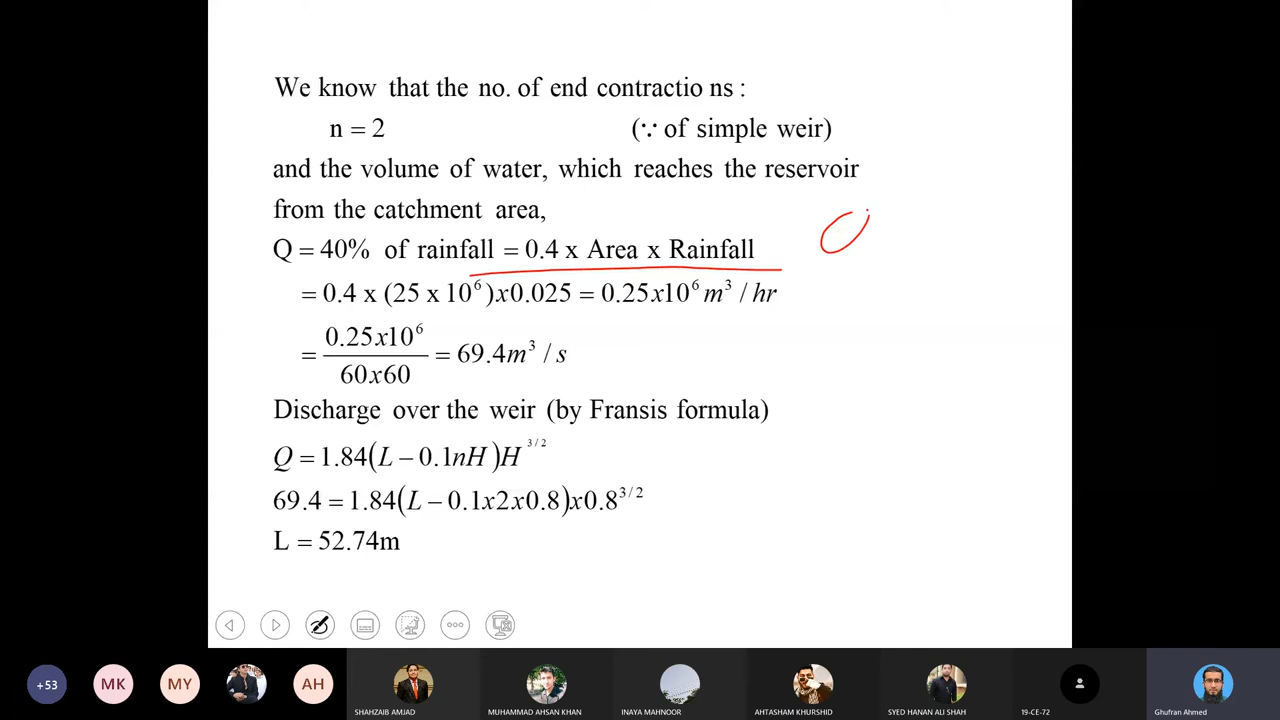 We know that the no. of end contractio ns :
n = 2 (∵ of simple weir)
and the volume of water, which reaches the reservoir
from the catchment area,
Q = 40% of rainfall = 0.4 x Area x Rainfall
= 0.4 x (25 x 10⁶)x0.025 = 0.25x10⁶ m³ / hr
= 0.25x10⁶ / 60x60 = 69.4m³ / s
Discharge over the weir (by Fransis formula)
Q = 1.84(L − 0.1nH)H^3/2
69.4 = 1.84(L − 0.1x2x0.8)x0.8^3/2
L = 52.74m
+53 MK MY AH SHAHZAIB AMJAD MUHAMMAD AHSAN KHAN INAYA MAHNOOR AHTASHAM KHURSHID SYED HANAN ALI SHAH 19-CE-72 Ghufran Ahmed